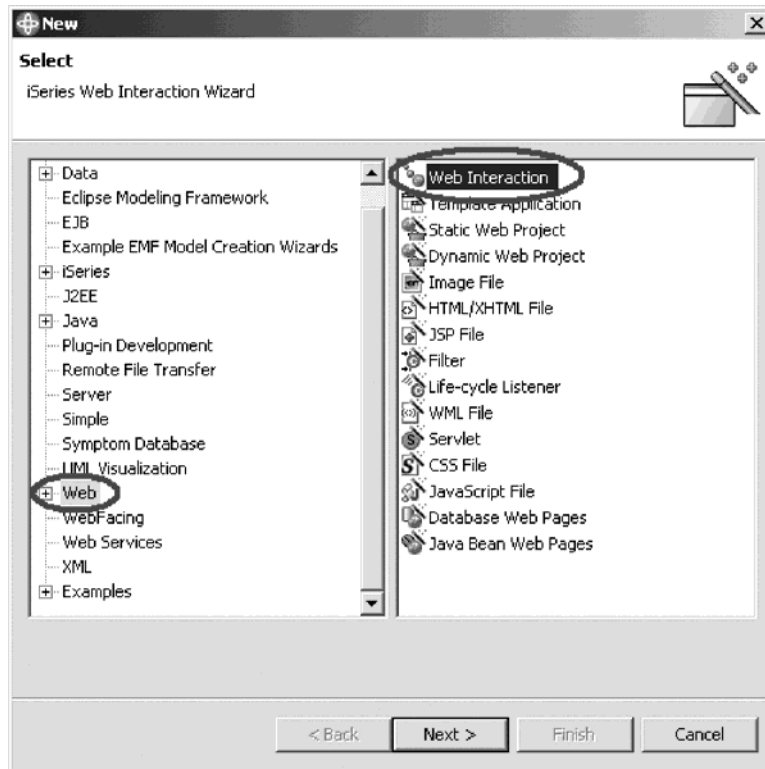 New
Select
iSeries Web Interaction Wizard
Data
Eclipse Modeling Framework
EJB
Example EMF Model Creation Wizards
iSeries
J2EE
Java
Plug-in Development
Remote File Transfer
Server
Simple
Symptom Database
UML Visualization
Web
WebFacing
Web Services
XML
Examples
Web Interaction
Template Application
Static Web Project
Dynamic Web Project
Image File
HTML/XHTML File
JSP File
Filter
Life-cycle Listener
WML File
Servlet
CSS File
JavaScript File
Database Web Pages
Java Bean Web Pages
< Back
Next >
Finish
Cancel